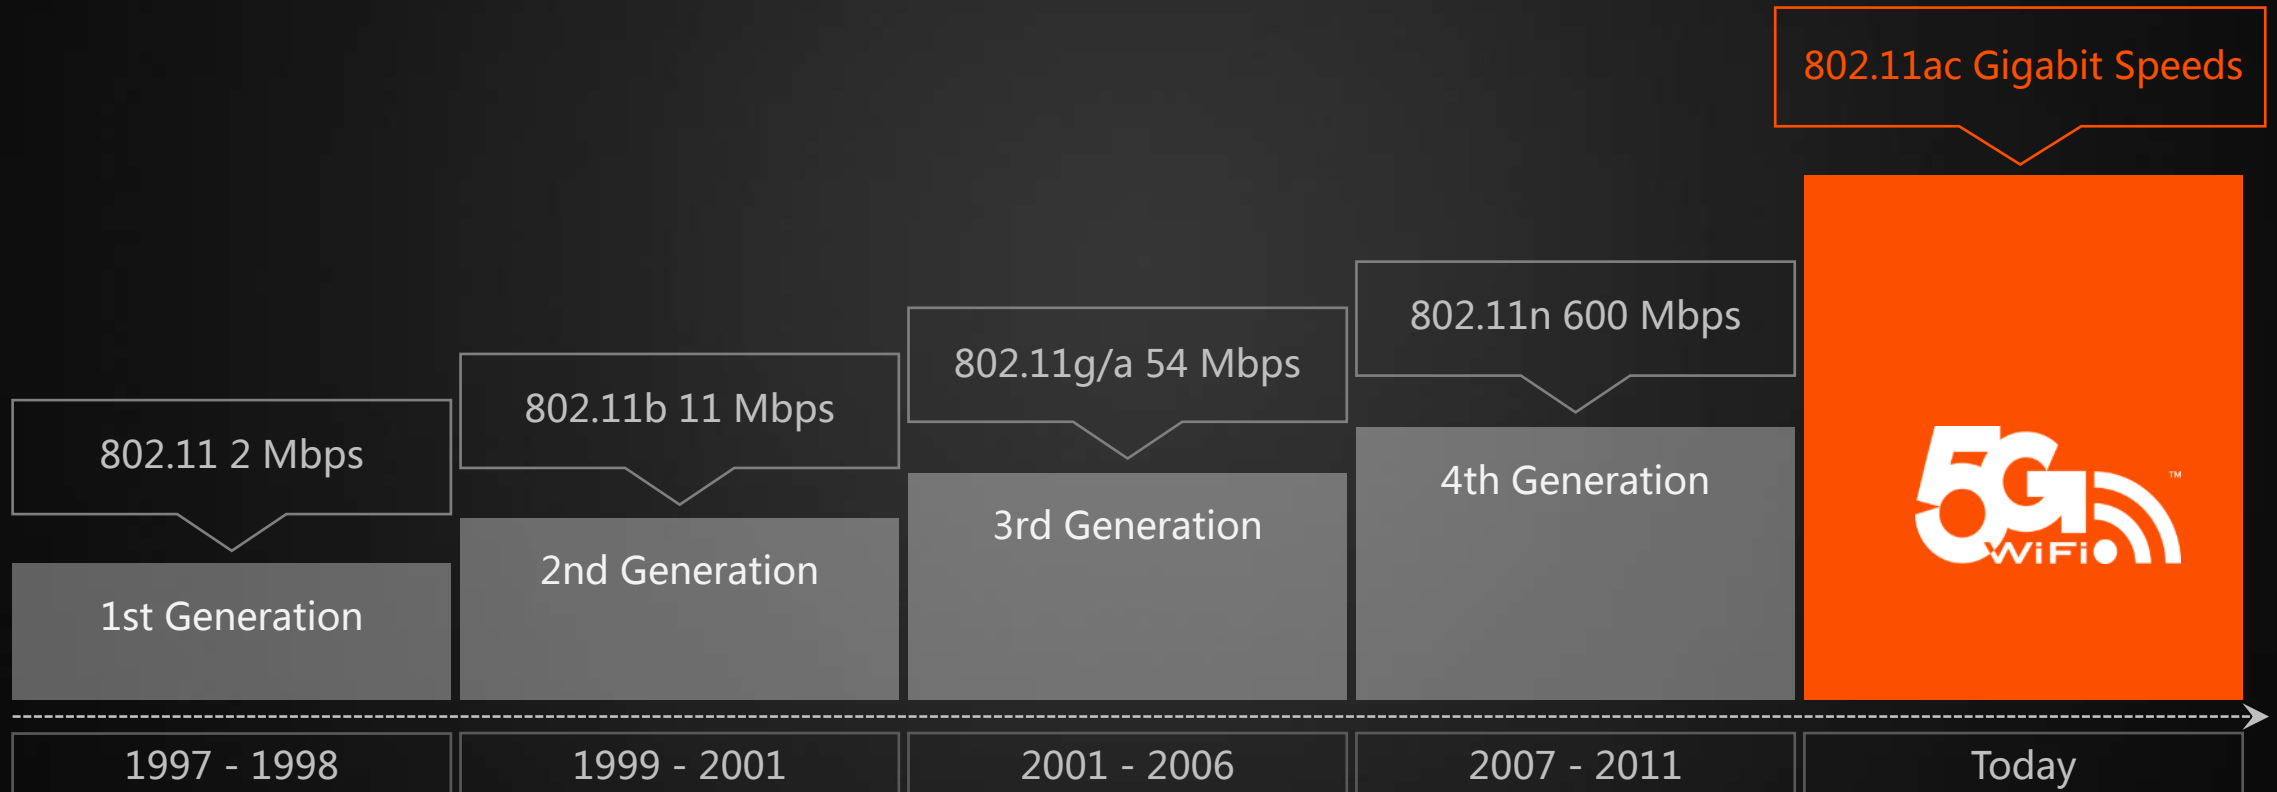 802.11ac Gigabit Speeds
802.11n 600 Mbps
802.11g/a 54 Mbps
802.11b 11 Mbps
802.11 2 Mbps
1st Generation
2nd Generation
3rd Generation
4th Generation
5G
WiFi
™
1997 - 1998
1999 - 2001
2001 - 2006
2007 - 2011
Today